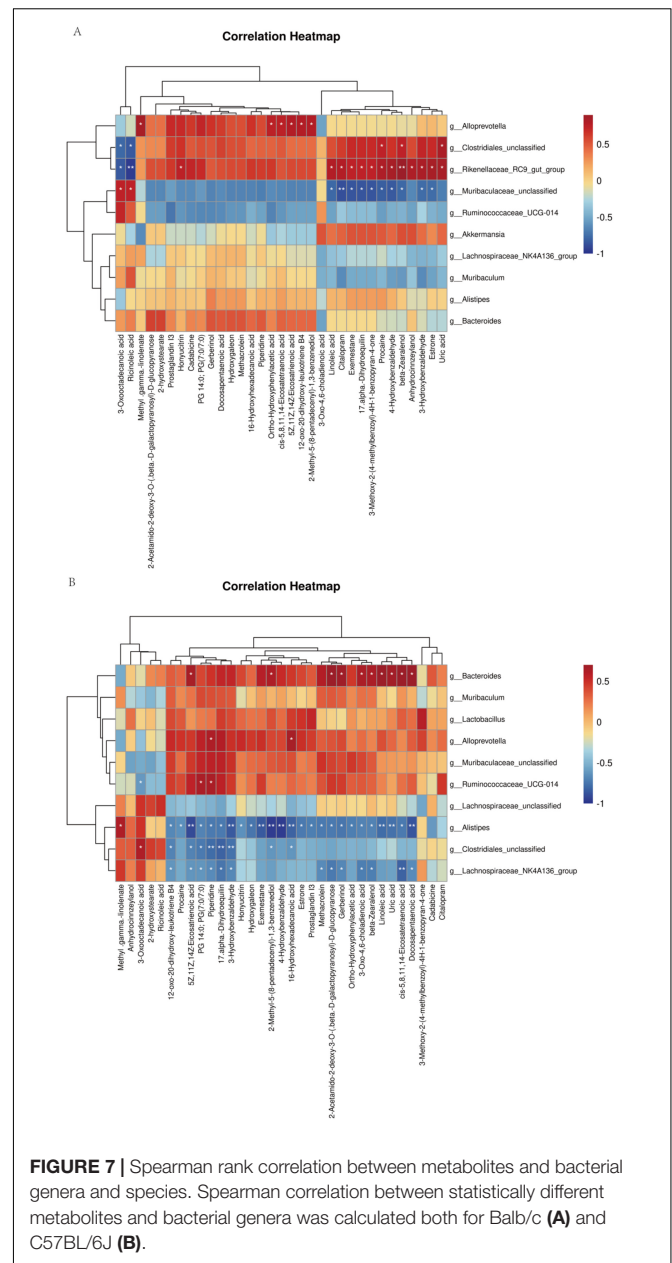 A
Correlation Heatmap
g__Alloprevotella
g__Clostridiales_unclassified
g__Rikenellaceae_RC9_gut_group
g__Muribaculaceae_unclassified
g__Ruminococcaceae_UCG-014
g__Akkermansia
g__Lachnospiraceae_NK4A136_group
g__Muribaculum
g__Alistipes
g__Bacteroides
0.5
0
-0.5
-1
3-Oxooctadecanoic acid
Ricinoleic acid
Methyl .gamma.-linolenate
2-Acetamido-2-deoxy-3-O-(.beta.-D-galactopyranosyl)-D-glucopyranose
2-hydroxystearate
Prostaglandin I3
Honyucitrin
Cadabicine
PG 14:0; PG(7:0/7:0)
Gerberinol
Docosapentaenoic acid
Hydroxygaleon
Methacrolein
16-Hydroxyhexadecanoic acid
Piperidine
Ortho-Hydroxyphenylacetic acid
cis-5,8,11,14-Eicosatetraenoic acid
5Z,11Z,14Z-Eicosatrienoic acid
12-oxo-20-dihydroxy-leukotriene B4
2-Methyl-5-(8-pentadecenyl)-1,3-benzenediol
3-Oxo-4,6-choladienoic acid
Linoleic acid
Citalopram
Exemestane
17.alpha.-Dihydroequilin
3-Methoxy-2-(4-methylbenzoyl)-4H-1-benzopyran-4-one
Procaine
4-Hydroxybenzaldehyde
beta-Zearalenol
Anhydrocinnzeylanol
3-Hydroxybenzaldehyde
Estrone
Uric acid
B
Correlation Heatmap
g__Bacteroides
g__Muribaculum
g__Lactobacillus
g__Alloprevotella
g__Muribaculaceae_unclassified
g__Ruminococcaceae_UCG-014
g__Lachnospiraceae_unclassified
g__Alistipes
g__Clostridiales_unclassified
g__Lachnospiraceae_NK4A136_group
0.5
0
-0.5
-1
Methyl .gamma.-linolenate
Anhydrocinnzeylanol
3-Oxooctadecanoic acid
2-hydroxystearate
Ricinoleic acid
12-oxo-20-dihydroxy-leukotriene B4
Procaine
5Z,11Z,14Z-Eicosatrienoic acid
PG 14:0; PG(7:0/7:0)
Piperidine
17.alpha.-Dihydroequilin
3-Hydroxybenzaldehyde
Honyucitrin
Hydroxygaleon
Exemestane
2-Methyl-5-(8-pentadecenyl)-1,3-benzenediol
4-Hydroxybenzaldehyde
16-Hydroxyhexadecanoic acid
Estrone
Prostaglandin I3
Methacrolein
2-Acetamido-2-deoxy-3-O-(.beta.-D-galactopyranosyl)-D-glucopyranose
Gerberinol
Ortho-Hydroxyphenylacetic acid
3-Oxo-4,6-choladienoic acid
beta-Zearalenol
Linoleic acid
Uric acid
cis-5,8,11,14-Eicosatetraenoic acid
Docosapentaenoic acid
3-Methoxy-2-(4-methylbenzoyl)-4H-1-benzopyran-4-one
Cadabicine
Citalopram
FIGURE 7 | Spearman rank correlation between metabolites and bacterial
genera and species. Spearman correlation between statistically different
metabolites and bacterial genera was calculated both for Balb/c (A) and
C57BL/6J (B).